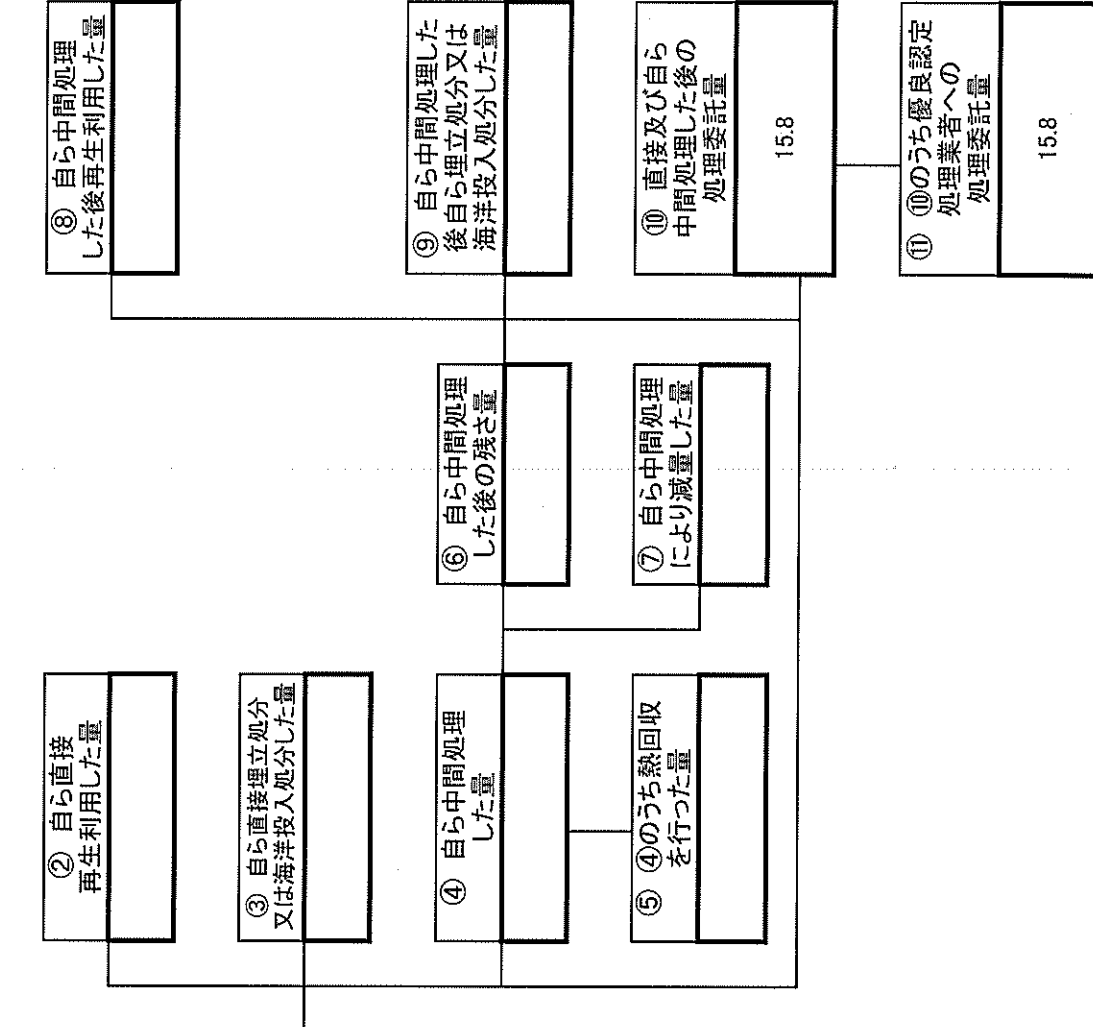 ② 自ら直接
再生利用した量
③ 自ら直接埋立処分
又は海洋投入処分した量
④ 自ら中間処理
した量
⑤ ④のうち熱回収
を行った量
⑥ 自ら中間処理
した後の残さ量
⑦ 自ら中間処理
により減量した量
⑧ 自ら中間処理
した後再生利用した量
⑨ 自ら中間処理した
後自ら埋立処分又は
海洋投入処分した量
⑩ 直接及び自ら
中間処理した後の
処理委託量
15.8
⑪ ⑩のうち優良認定
処理業者への
処理委託量
15.8